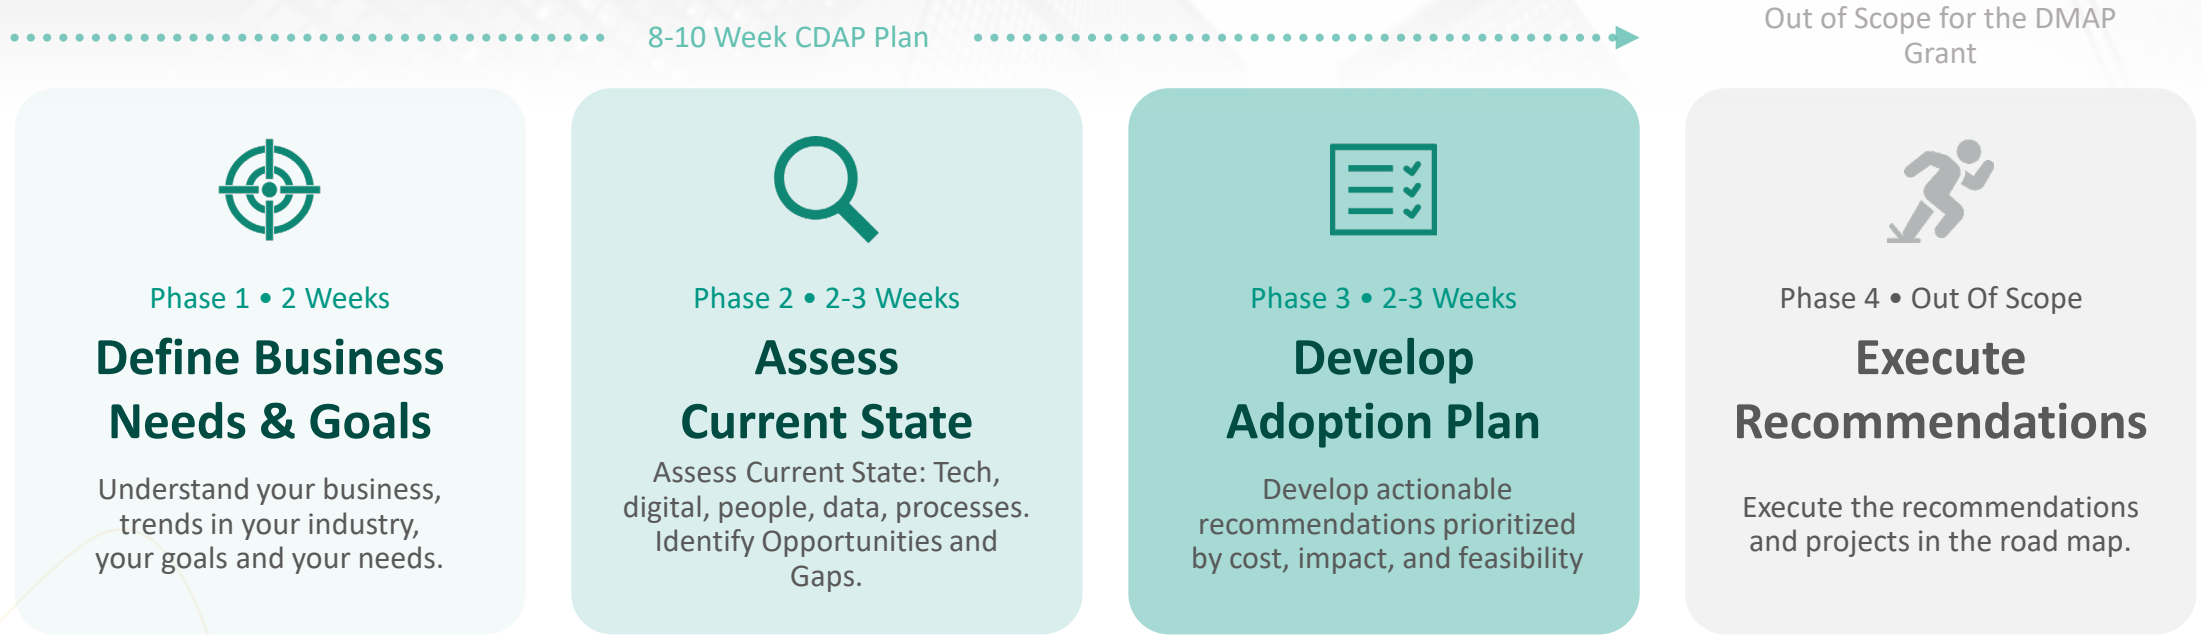 8-10 Week CDAP Plan
Out of Scope for the DMAP
Grant
Phase 1 • 2 Weeks
Define Business
Needs & Goals
Understand your business,
trends in your industry,
your goals and your needs.
Phase 2 • 2-3 Weeks
Assess
Current State
Assess Current State: Tech,
digital, people, data, processes.
Identify Opportunities and
Gaps.
Phase 3 • 2-3 Weeks
Develop
Adoption Plan
Develop actionable
recommendations prioritized
by cost, impact, and feasibility
Phase 4 • Out Of Scope
Execute
Recommendations
Execute the recommendations
and projects in the road map.